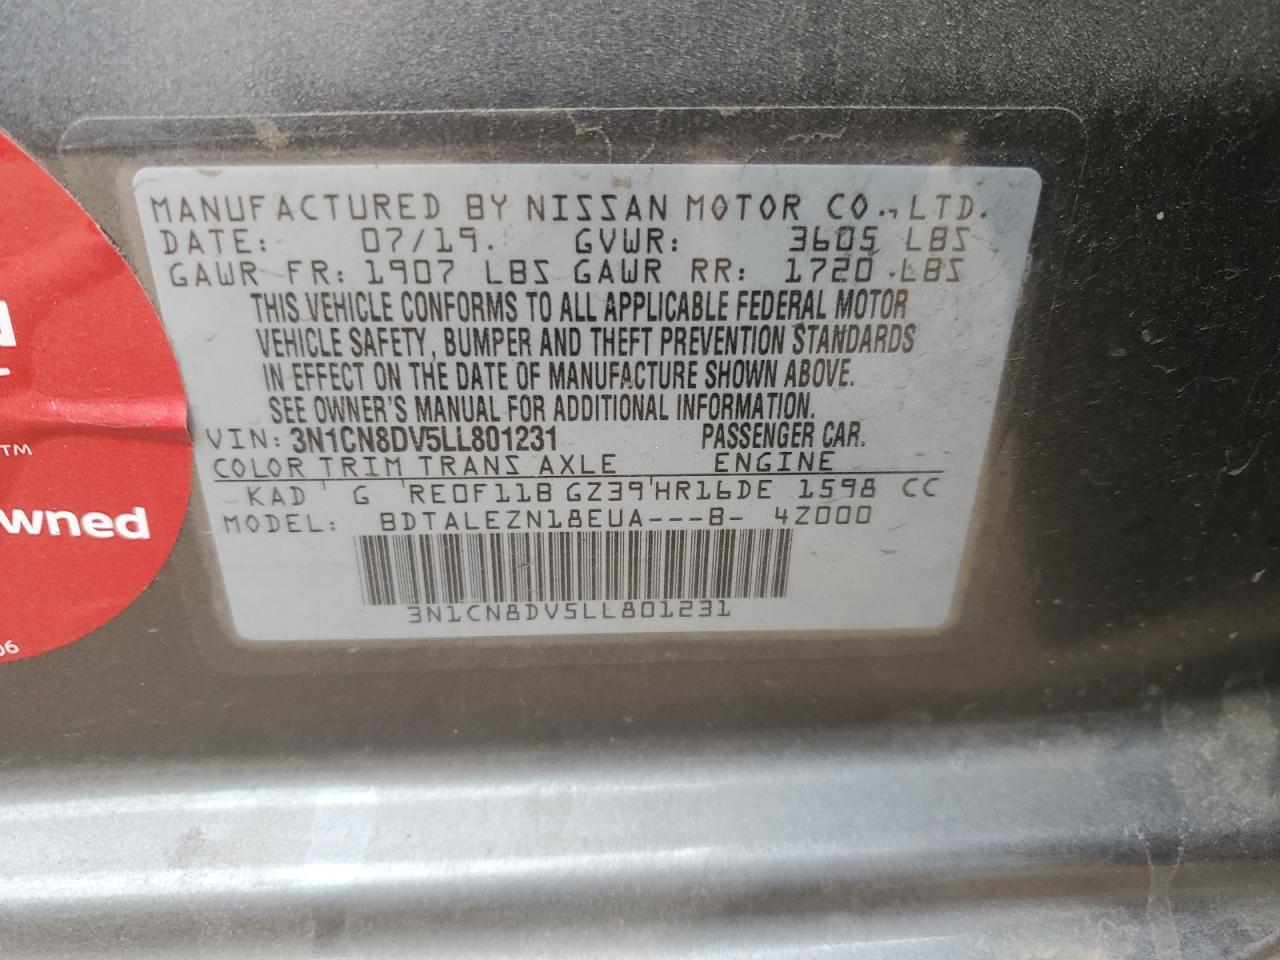 MANUFACTURED BY NISSAN MOTOR CO., LTD.
DATE: 07/19. GVWR: 3605 LBS
GAWR FR: 1907 LBS GAWR RR: 1720 LBS
THIS VEHICLE CONFORMS TO ALL APPLICABLE FEDERAL MOTOR
VEHICLE SAFETY, BUMPER AND THEFT PREVENTION STANDARDS
IN EFFECT ON THE DATE OF MANUFACTURE SHOWN ABOVE.
SEE OWNER'S MANUAL FOR ADDITIONAL INFORMATION.
VIN: 3N1CN8DV5LL801231 PASSENGER CAR.
COLOR TRIM TRANS AXLE ENGINE
KAD G RE0F11B GZ39 HR16DE 1598 CC
MODEL: BDTALEZN18EUA---B- 4Z000
3N1CN8DV5LL801231
TM
wned
06